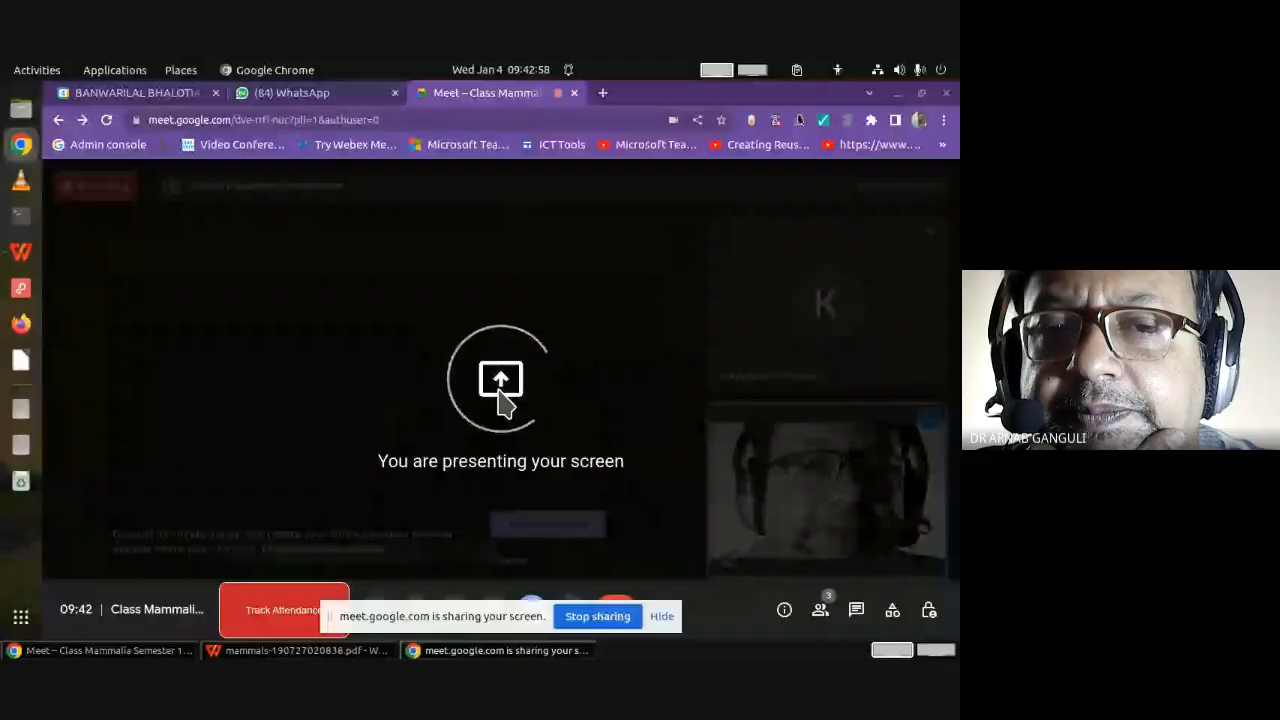 Activities Applications Places Google Chrome Wed Jan 4 09:42:58
BANWARILAL BHALOTI (84) WhatsApp Meet – Class Mammal
meet.google.com/dve-rrfi-nuc?pli=1&authuser=0
Admin console Video Confere... Try Webex Me... Microsoft Tea... ICT Tools Microsoft Tea... Creating Reus... https://www....
K
You are presenting your screen
DR ARNAB GANGULI
09:42 | Class Mammali... Track Attendance meet.google.com is sharing your screen. Stop sharing Hide 3
Meet – Class Mammalia Semester 1... mammals-190727020838.pdf - W... meet.google.com is sharing your s...